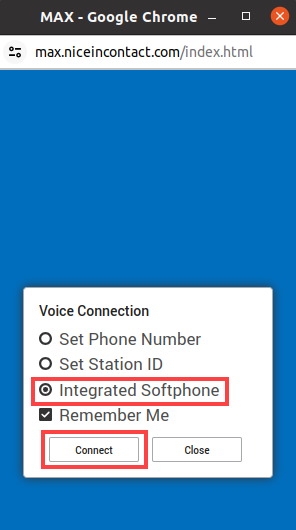 MAX - Google Chrome
max.niceincontact.com/index.html
Voice Connection
Set Phone Number
Set Station ID
Integrated Softphone
Remember Me
Connect Close